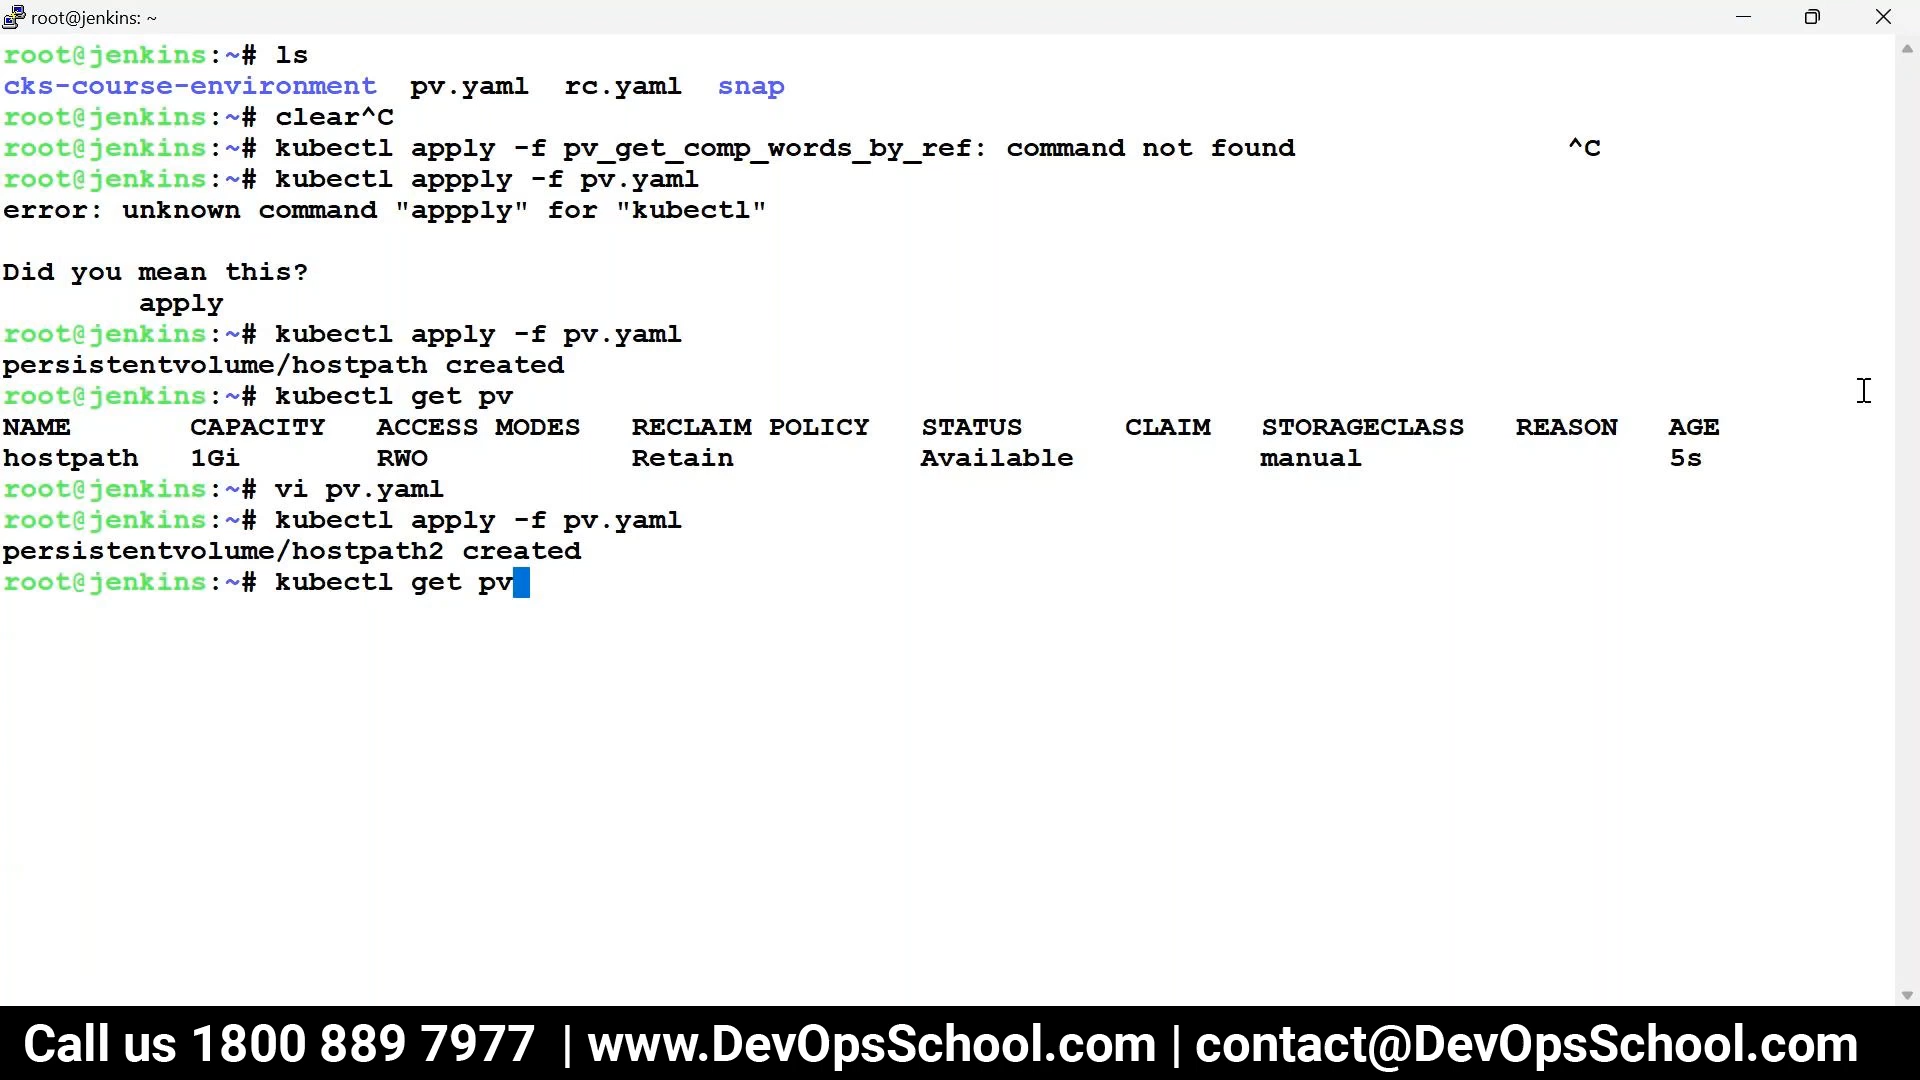 root@jenkins: ~
root@jenkins:~# ls
cks-course-environment  pv.yaml  rc.yaml  snap
root@jenkins:~# clear^C
root@jenkins:~# kubectl apply -f pv_get_comp_words_by_ref: command not found                ^C
root@jenkins:~# kubectl appply -f pv.yaml
error: unknown command "appply" for "kubectl"
Did you mean this?
        apply
root@jenkins:~# kubectl apply -f pv.yaml
persistentvolume/hostpath created
root@jenkins:~# kubectl get pv
NAME       CAPACITY   ACCESS MODES   RECLAIM POLICY   STATUS      CLAIM   STORAGECLASS   REASON   AGE
hostpath   1Gi        RWO            Retain           Available           manual                  5s
root@jenkins:~# vi pv.yaml
root@jenkins:~# kubectl apply -f pv.yaml
persistentvolume/hostpath2 created
root@jenkins:~# kubectl get pv
Call us 1800 889 7977 | www.DevOpsSchool.com | contact@DevOpsSchool.com